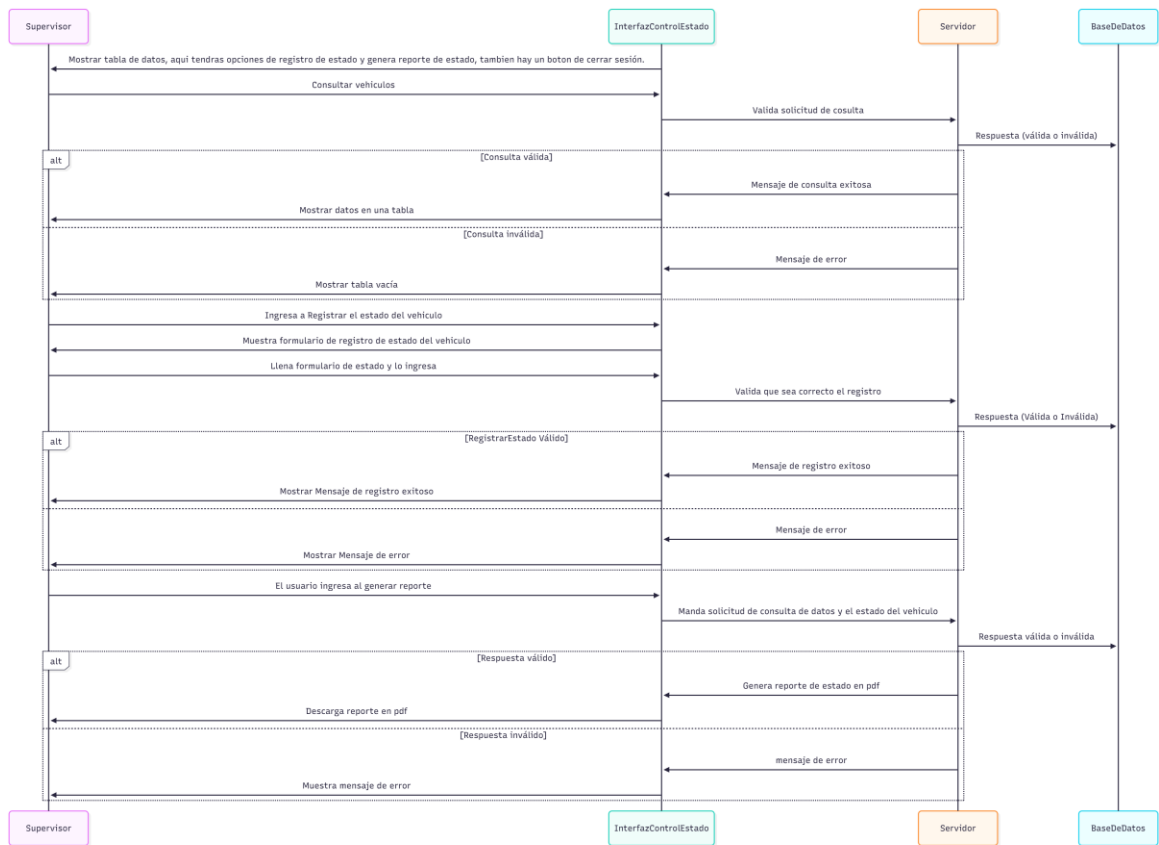 Supervisor
InterfazControlEstado
Servidor
BaseDeDatos
Mostrar tabla de datos, aqui tendras opciones de registro de estado y genera reporte de estado, tambien hay un boton de cerrar sesión.
Consultar vehiculos
Valida solicitud de cosulta
Respuesta (válida o inválida)
alt
[Consulta válida]
Mensaje de consulta exitosa
Mostrar datos en una tabla
[Consulta inválida]
Mensaje de error
Mostrar tabla vacía
Ingresa a Registrar el estado del vehiculo
Muestra formulario de registro de estado del vehiculo
Llena formulario de estado y lo ingresa
Valida que sea correcto el registro
Respuesta (Válida o Inválida)
alt
[RegistrarEstado Válido]
Mensaje de registro exitoso
Mostrar Mensaje de registro exitoso
Mensaje de error
Mostrar Mensaje de error
El usuario ingresa al generar reporte
Manda solicitud de consulta de datos y el estado del vehiculo
Respuesta válida o inválida
alt
[Respuesta válido]
Genera reporte de estado en pdf
Descarga reporte en pdf
[Respuesta inválido]
mensaje de error
Muestra mensaje de error
Supervisor
InterfazControlEstado
Servidor
BaseDeDatos